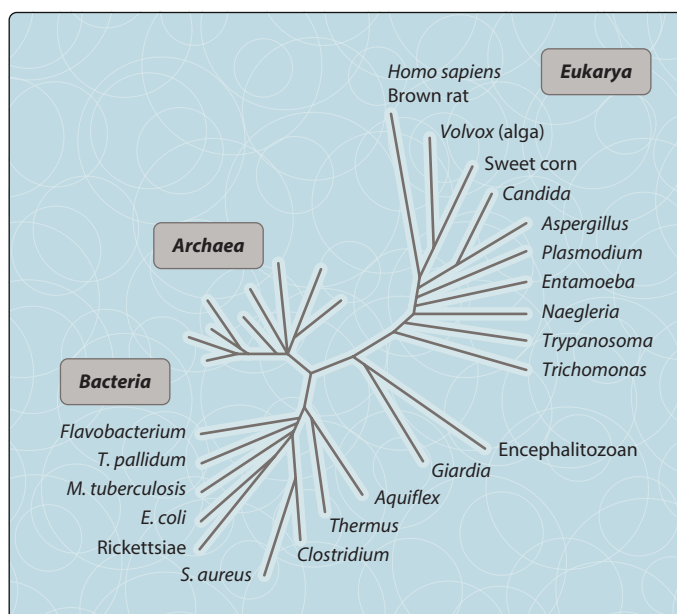 Homo sapiens
Brown rat
Eukarya
Volvox (alga)
Sweet corn
Candida
Aspergillus
Plasmodium
Entamoeba
Naegleria
Trypanosoma
Trichomonas
Archaea
Bacteria
Flavobacterium
T. pallidum
M. tuberculosis
E. coli
Rickettsiae
S. aureus
Clostridium
Thermus
Aquiflex
Giardia
Encephalitozoan